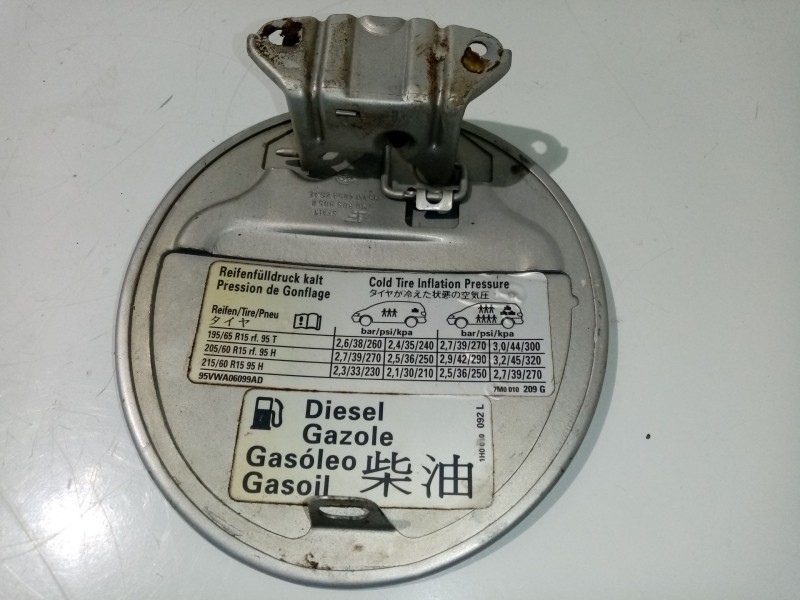 Reifenfülldruck kalt
Pression de Gonflage
Cold Tire Inflation Pressure
タイヤが冷えた状態の空気圧
Reifen/Tire/Pneu
タイヤ
bar/psi/kpa bar/psi/kpa
195/65 R15 rf. 95 T 2,6/38/260 2,4/35/240 2,7/39/270 3,0/44/300
205/60 R15 95 H 2,7/39/270 2,5/36/250 2,9/42/290 3,2/45/320
215/60 R15 95 H 2,3/33/230 2,1/30/210 2,5/36/250 2,7/39/270
95VWA06099AD 7M0 010 209 G
Diesel
Gazole
Gasóleo
Gasoil
柴油
1H0 010 092 L